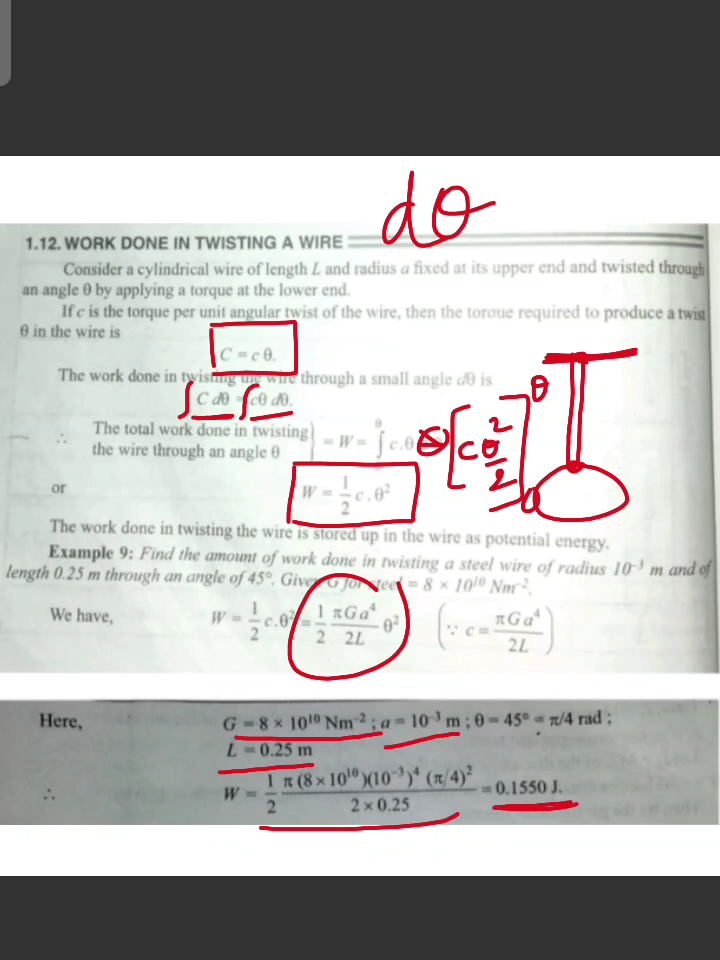 dθ
1.12. WORK DONE IN TWISTING A WIRE
Consider a cylindrical wire of length L and radius a fixed at its upper end and twisted through
an angle θ by applying a torque at the lower end.
If c is the torque per unit angular twist of the wire, then the torque required to produce a twist
θ in the wire is
C = c θ.
The work done in twisting the wire through a small angle dθ is
∫ C dθ = ∫ cθ dθ.
∴ The total work done in twisting
the wire through an angle θ } = W = ∫ c.θ
[c θ²/2]
θ
0
or
W = 1/2 c . θ²
The work done in twisting the wire is stored up in the wire as potential energy.
Example 9: Find the amount of work done in twisting a steel wire of radius 10⁻³ m and of
length 0.25 m through an angle of 45°. Given G for steel = 8 × 10¹⁰ Nm⁻².
We have, W = 1/2 c.θ² = 1/2 πGa⁴/2L θ² (∵ c = πGa⁴/2L)
Here, G = 8 × 10¹⁰ Nm⁻² ; a = 10⁻³ m ; θ = 45° = π/4 rad ;
L = 0.25 m
∴ W = 1/2 π (8 × 10¹⁰)(10⁻³)⁴ (π/4)²/2 × 0.25 = 0.1550 J.